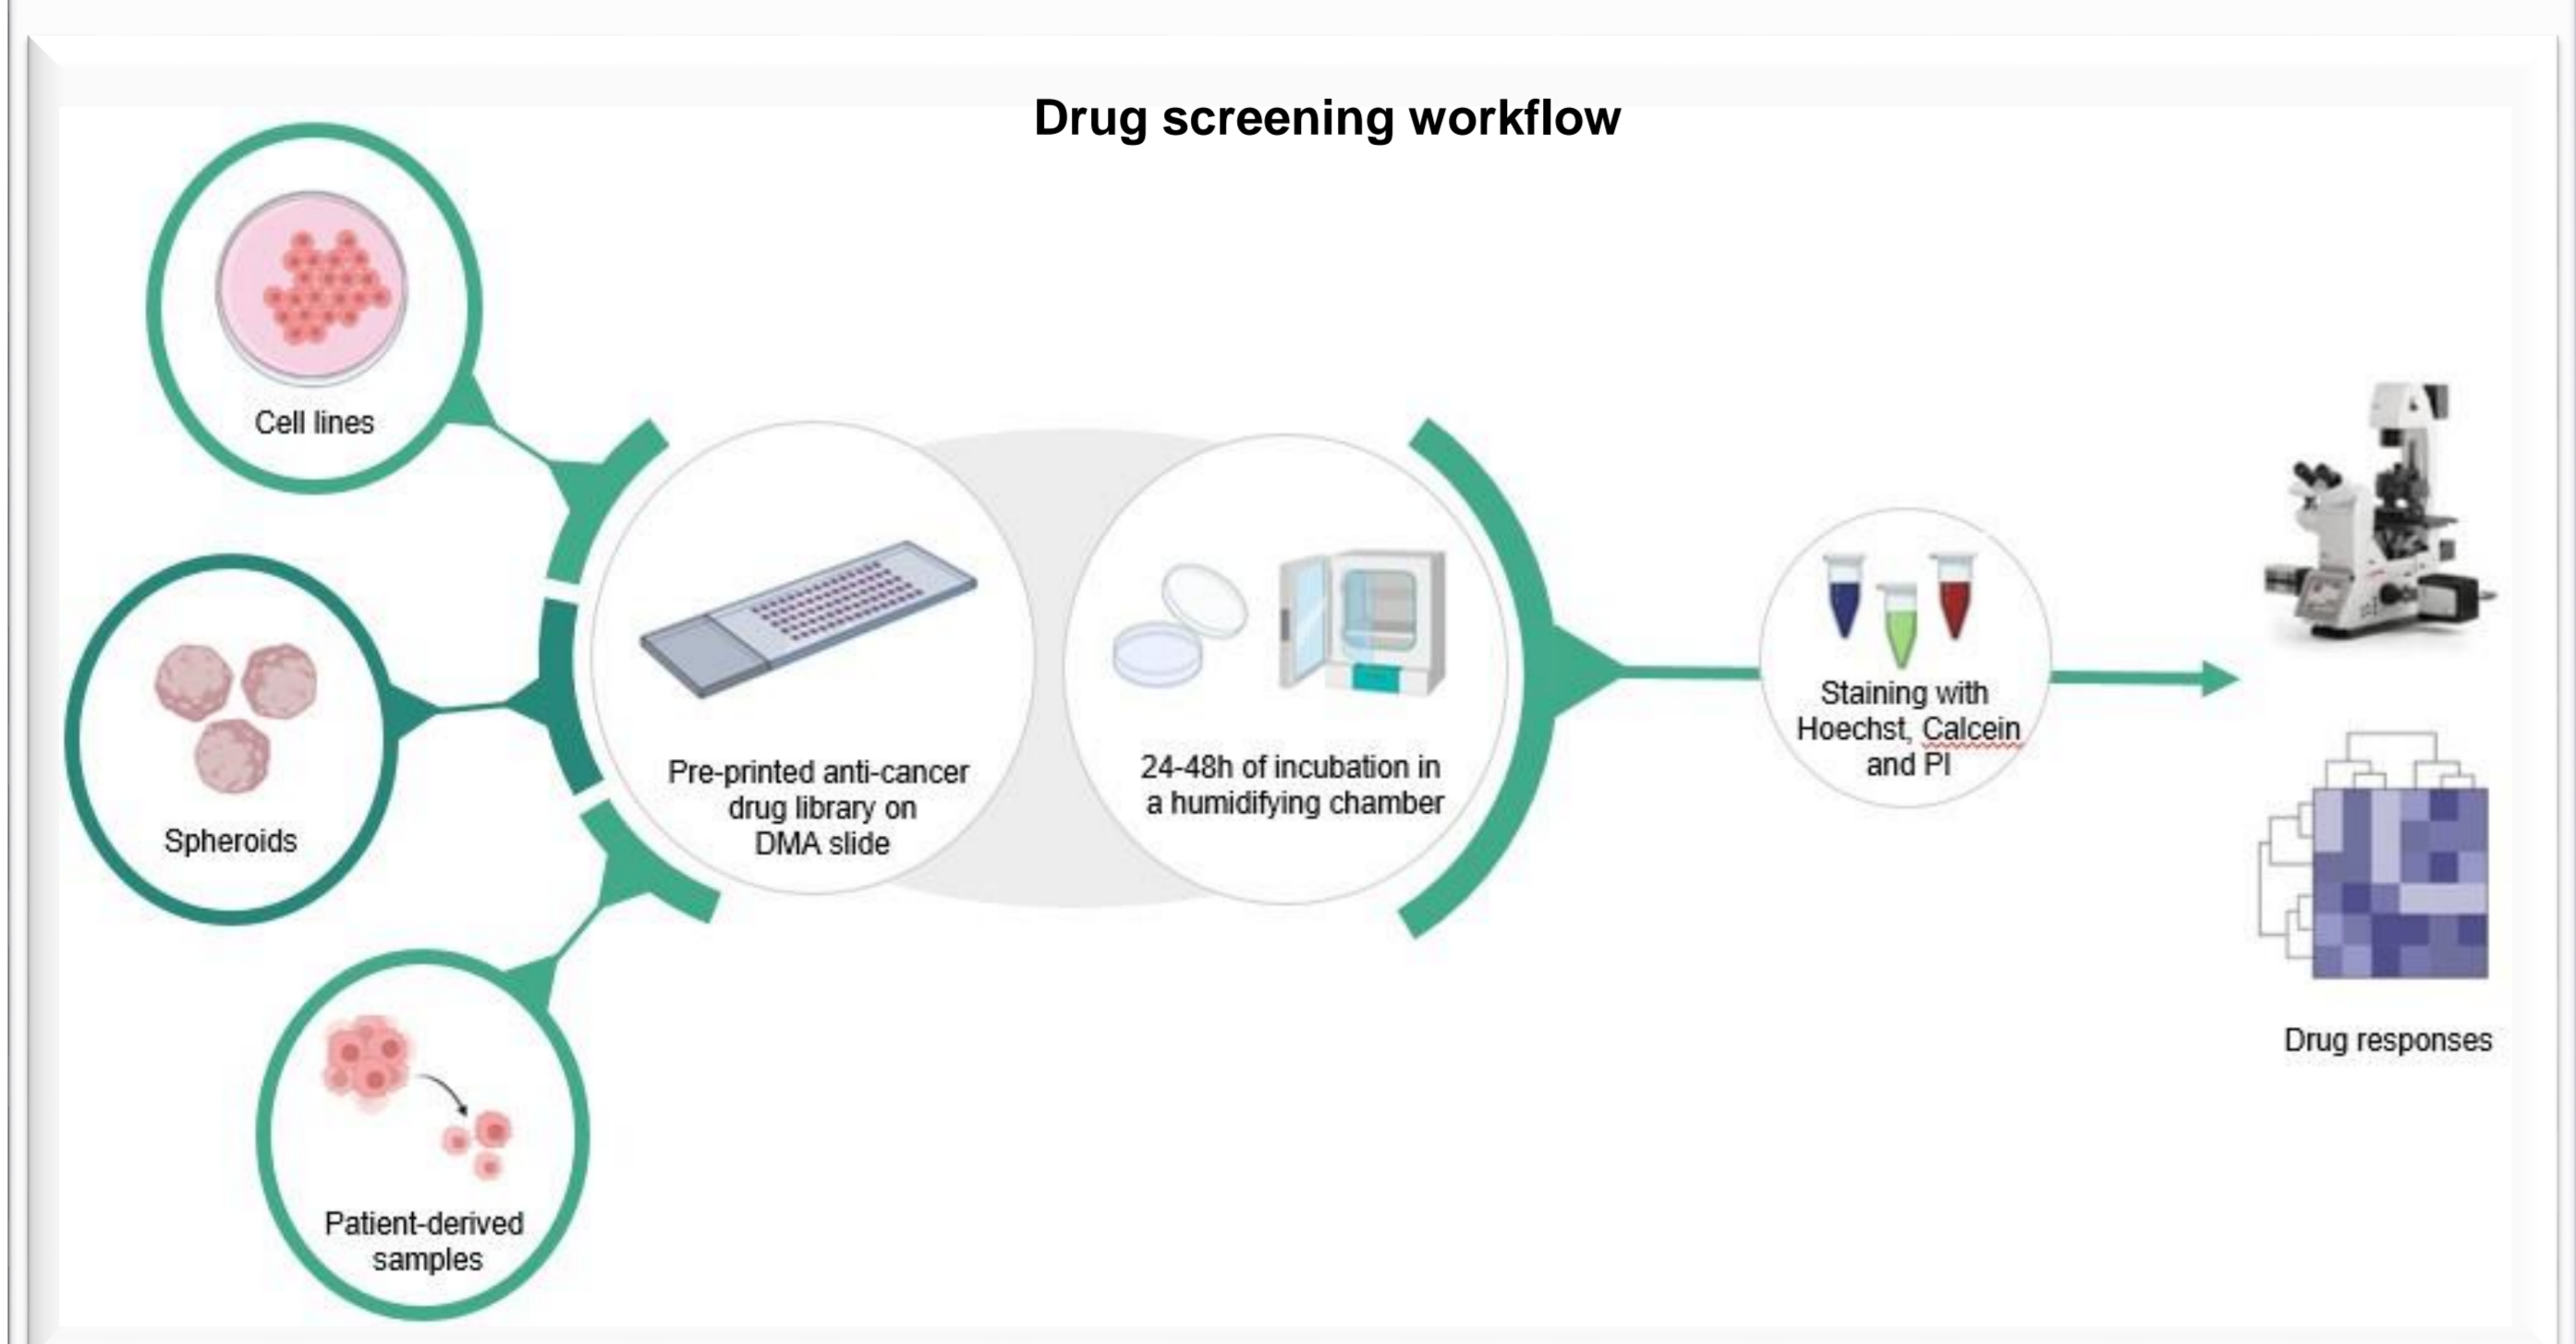 Drug screening workflow
Cell lines
Spheroids
Patient-derived
samples
Pre-printed anti-cancer
drug library on
DMA slide
24-48h of incubation in
a humidifying chamber
Staining with
Hoechst, Calcein
and PI
Drug responses